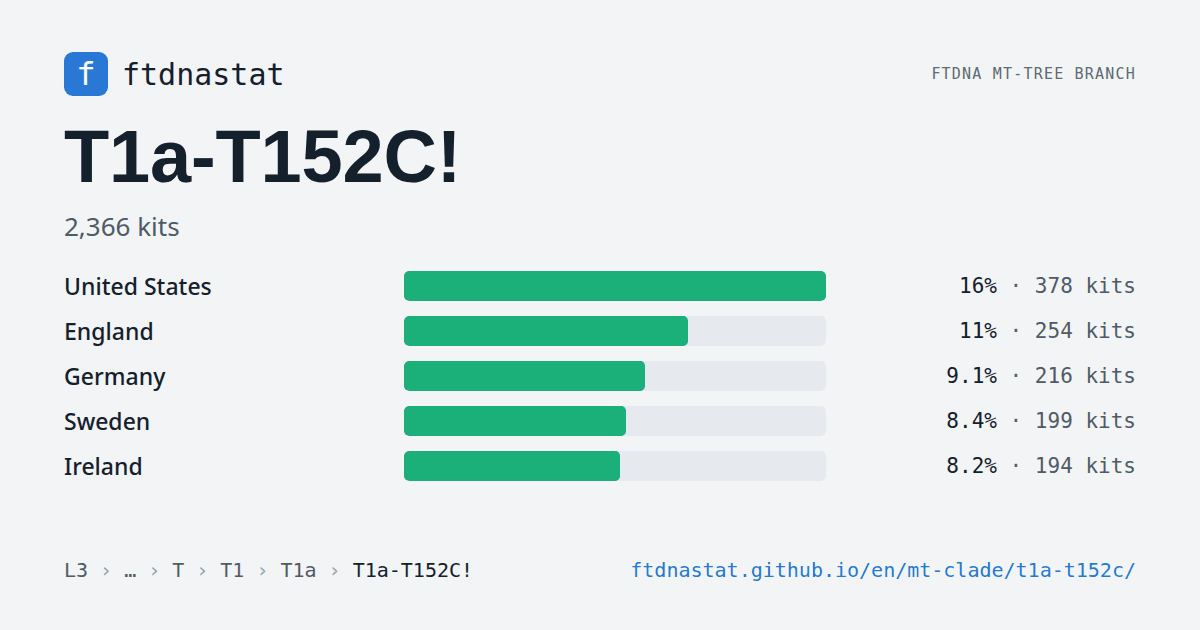 f ftdnastat
FTDNA MT-TREE BRANCH
T1a-T152C!
2,366 kits
United States 16% · 378 kits
England 11% · 254 kits
Germany 9.1% · 216 kits
Sweden 8.4% · 199 kits
Ireland 8.2% · 194 kits
L3 › … › T › T1 › T1a › T1a-T152C!
ftdnastat.github.io/en/mt-clade/t1a-t152c/